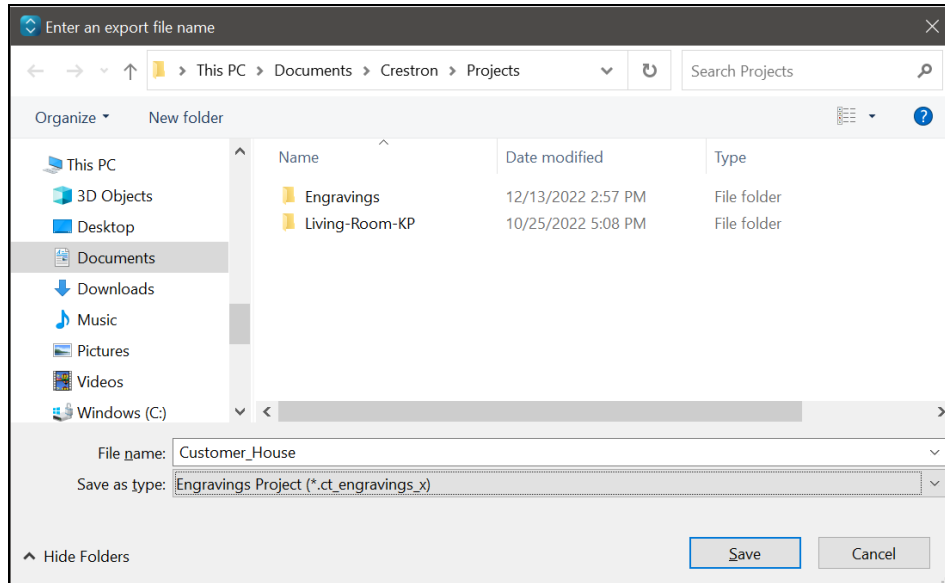 Enter an export file name
This PC > Documents > Crestron > Projects
Search Projects
Organize
New folder
?
Name
Date modified
Type
This PC
3D Objects
Desktop
Documents
Downloads
Music
Pictures
Videos
Windows (C:)
Engravings 12/13/2022 2:57 PM File folder
Living-Room-KP 10/25/2022 5:08 PM File folder
File name: Customer_House
Save as type: Engravings Project (*.ct_engravings_x)
Hide Folders
Save
Cancel